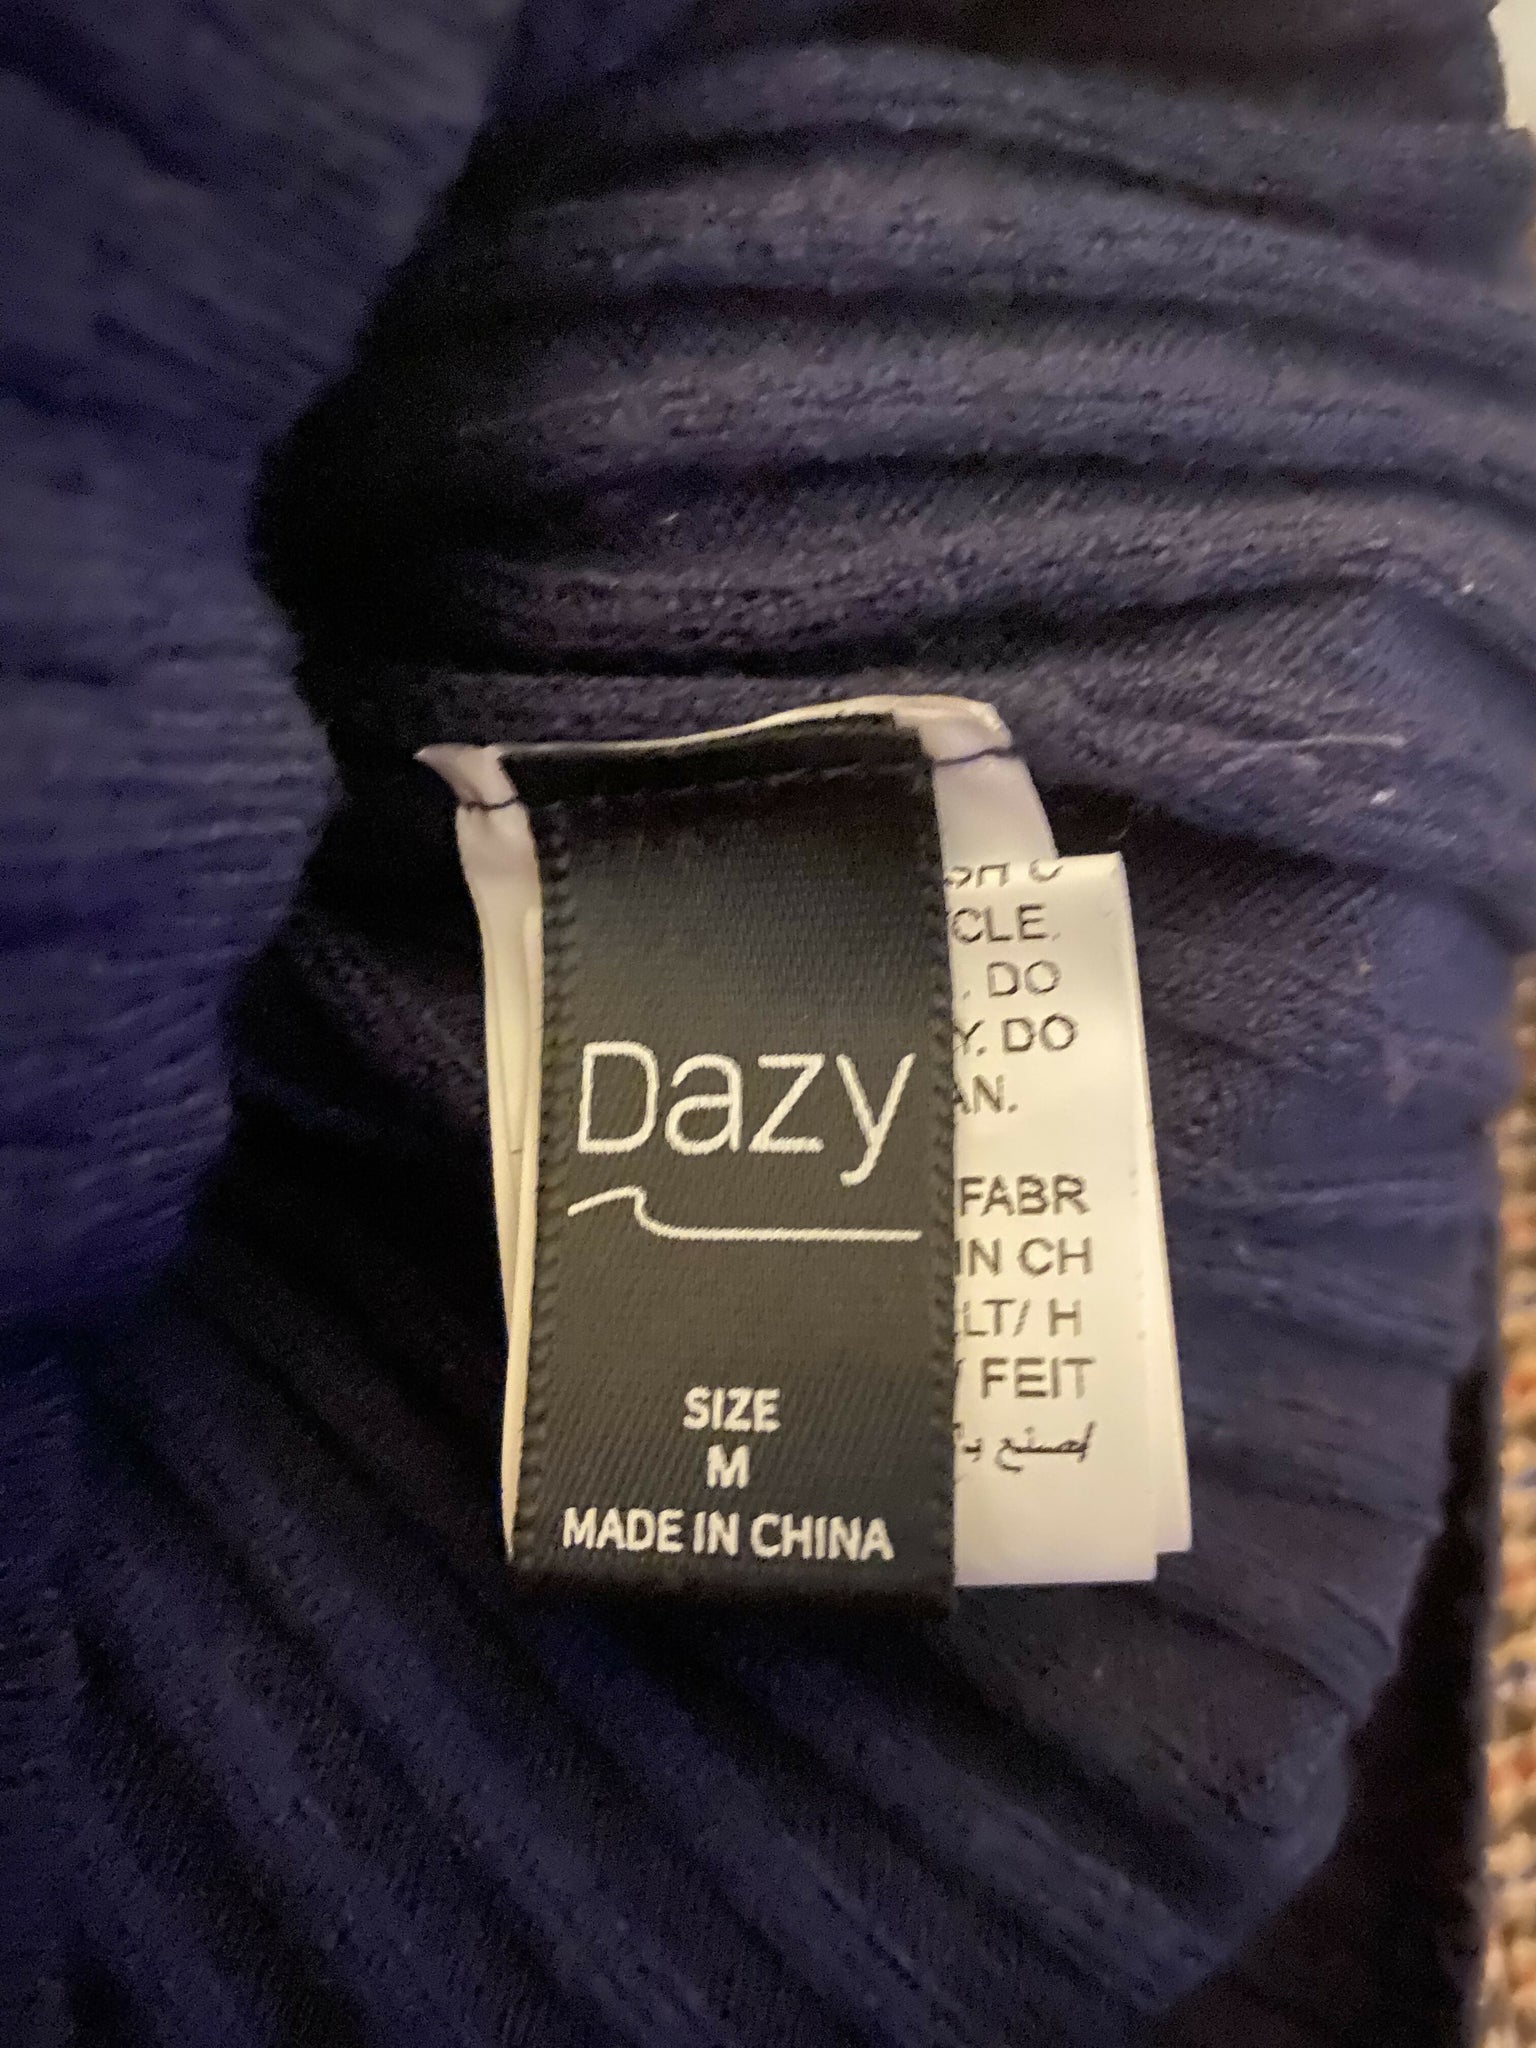 Dazy
SIZE
M
MADE IN CHINA
CLE.
. DO
Y. DO
AN.
FABR
IN CH
LT/ H
FEIT